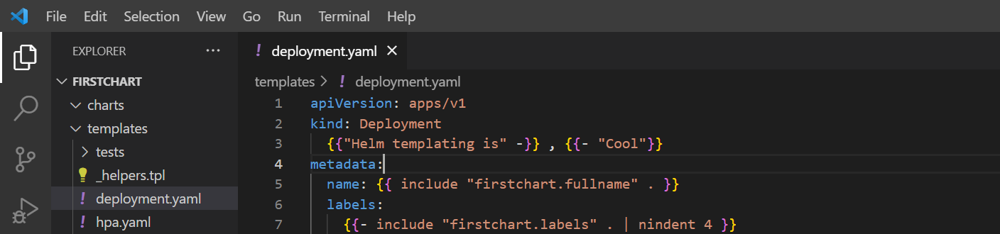 File Edit Selection View Go Run Terminal Help
EXPLORER ···
FIRSTCHART
charts
templates
tests
_helpers.tpl
! deployment.yaml
! hpa.yaml
! deployment.yaml ×
templates > ! deployment.yaml
1 apiVersion: apps/v1
2 kind: Deployment
3   {{"Helm templating is" -}} , {{- "Cool"}}
4 metadata:
5   name: {{ include "firstchart.fullname" . }}
6   labels:
7     {{- include "firstchart.labels" . | nindent 4 }}